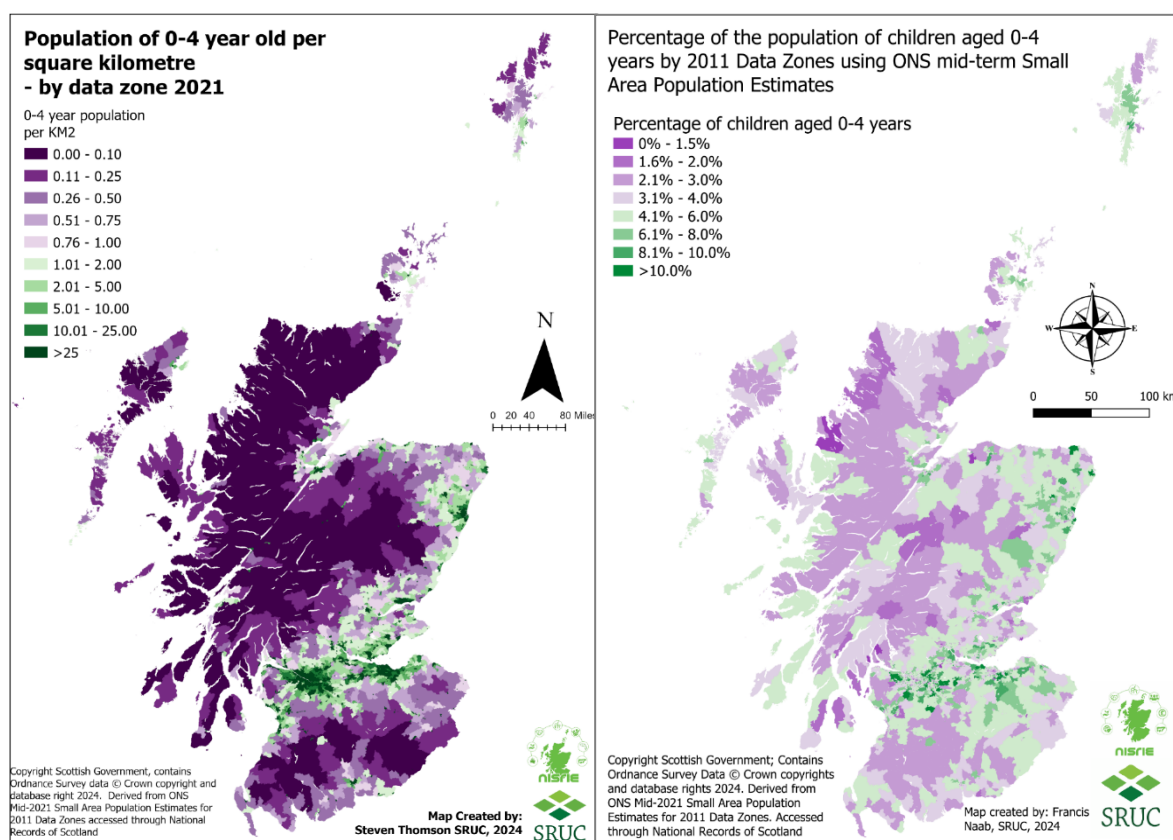 Population of 0-4 year old per
square kilometre
- by data zone 2021
0-4 year population
per KM2
0.00 - 0.10
0.11 - 0.25
0.26 - 0.50
0.51 - 0.75
0.76 - 1.00
1.01 - 2.00
2.01 - 5.00
5.01 - 10.00
10.01 - 25.00
>25
N
0 20 40 80 Miles
Copyright Scottish Government, contains
Ordnance Survey data © Crown copyright and
database right 2024. Derived from ONS
Mid-2021 Small Area Population Estimates for
2011 Data Zones accessed through National
Records of Scotland
Map created by:
Steven Thomson SRUC, 2024
NISRIE
SRUC
Percentage of the population of children aged 0-4
years by 2011 Data Zones using ONS mid-term Small
Area Population Estimates
Percentage of children aged 0-4 years
0% - 1.5%
1.6% - 2.0%
2.1% - 3.0%
3.1% - 4.0%
4.1% - 6.0%
6.1% - 8.0%
8.1% - 10.0%
>10.0%
N
W E
S
0 50 100 km
Copyright Scottish Government; Contains
Ordnance Survey Data © Crown copyrights
and database rights 2024. Derived from
ONS Mid-2021 Small Area Population
Estimates for 2011 Data Zones. Accessed
through National Records of Scotland
Map created by: Francis
Naab, SRUC, 2024
NISRIE
SRUC